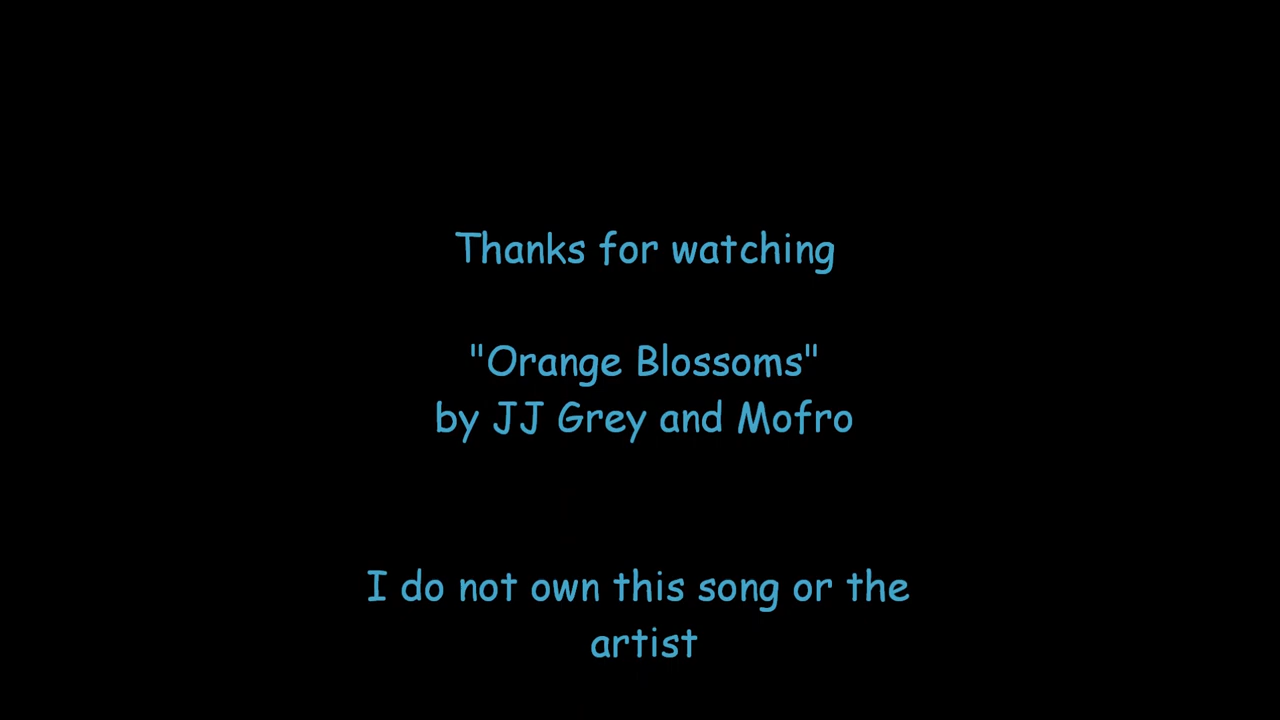 Thanks for watching
"Orange Blossoms"
by JJ Grey and Mofro
I do not own this song or the
artist